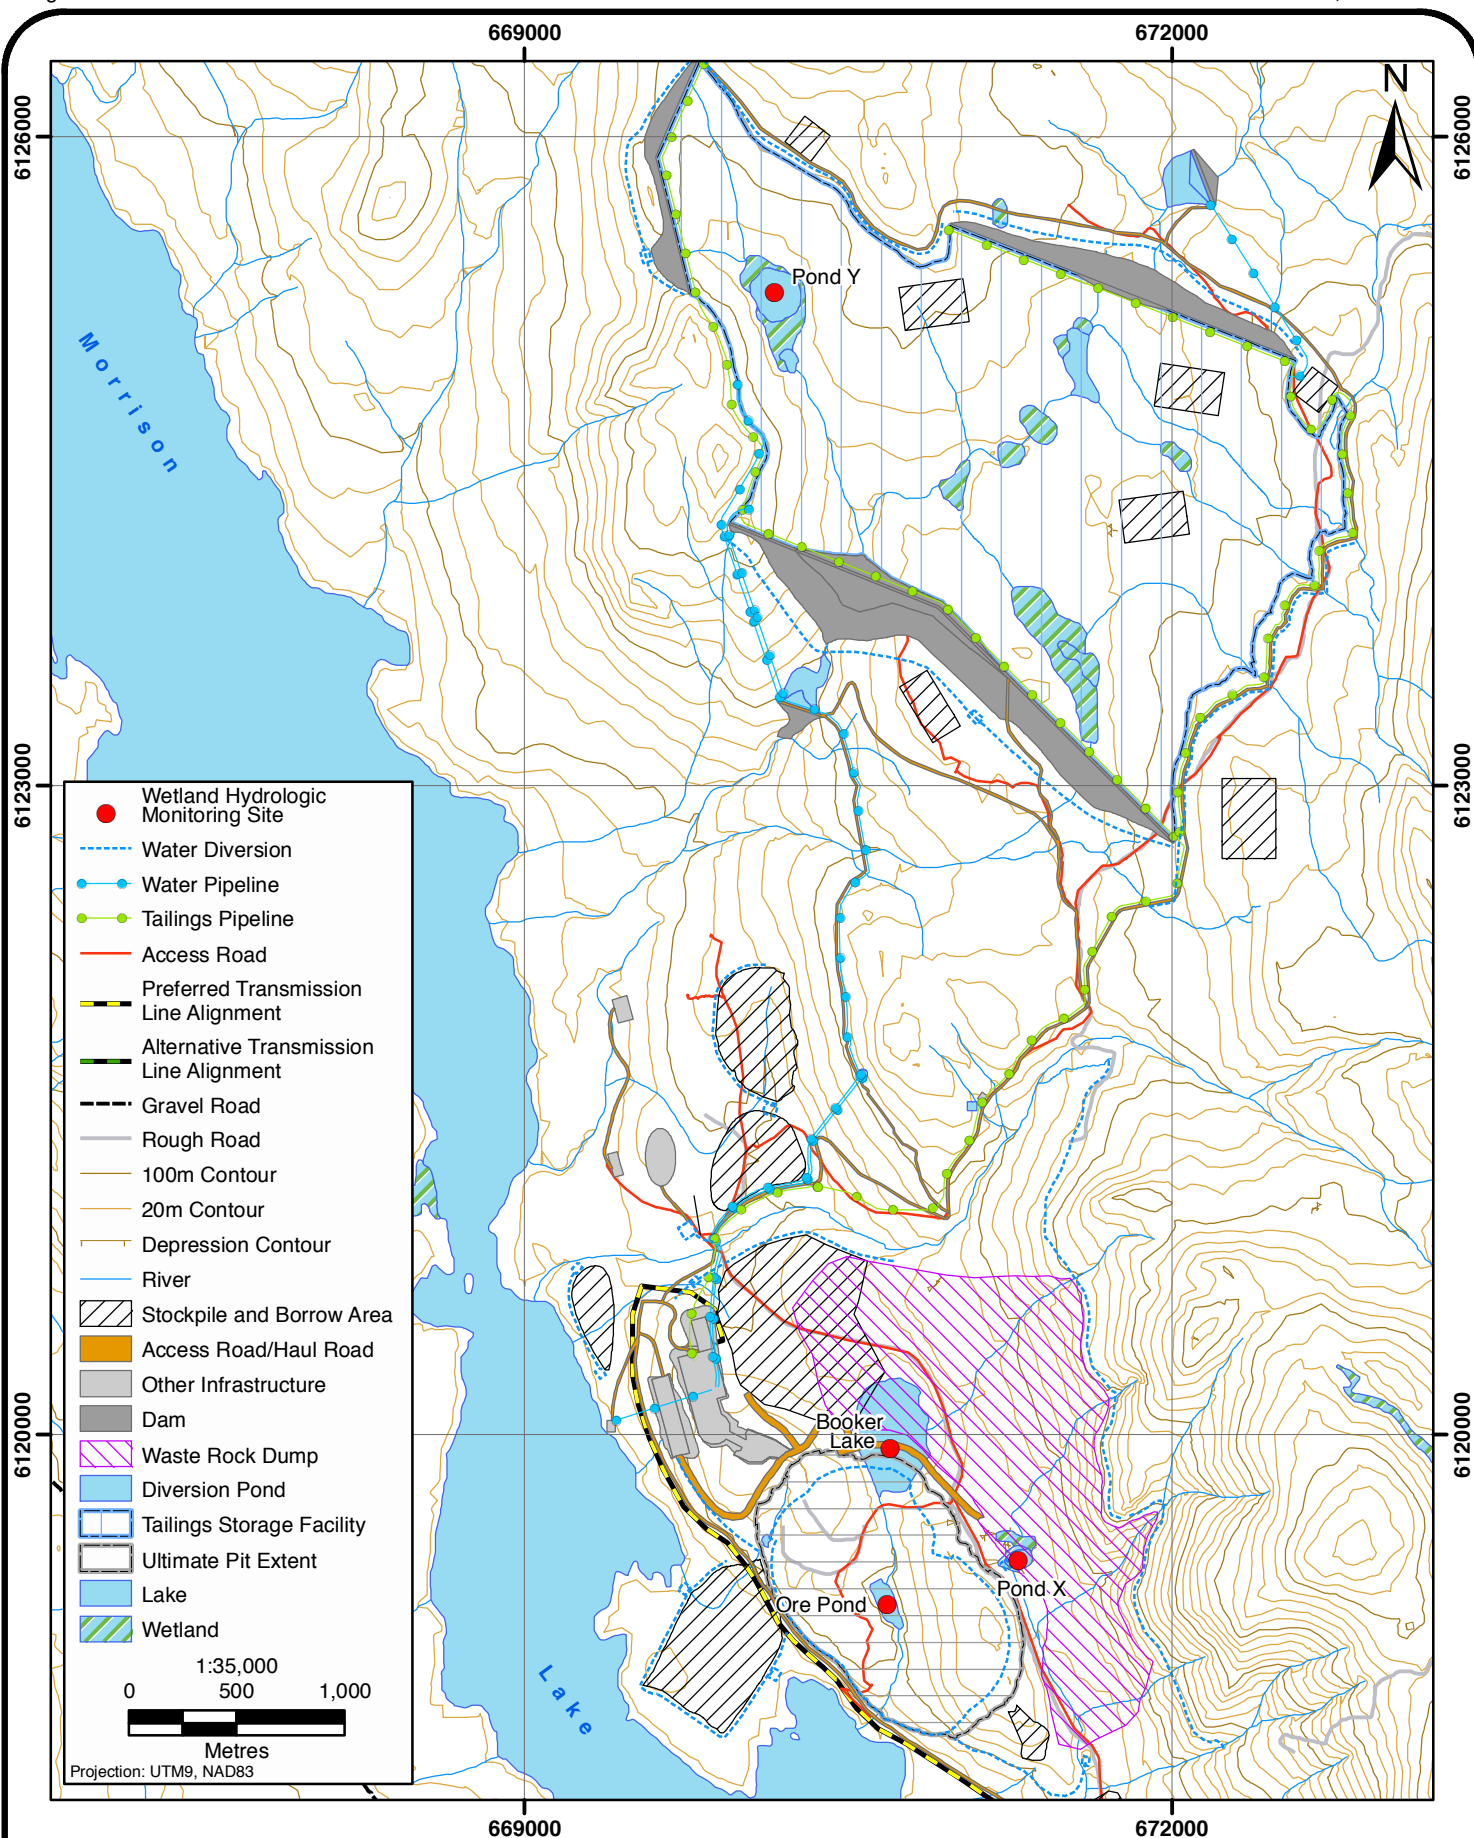 669000
672000
N
6126000
6126000
Pond Y
Morrison
6123000
6123000
Wetland Hydrologic
Monitoring Site
Water Diversion
Water Pipeline
Tailings Pipeline
Access Road
Preferred Transmission
Line Alignment
Alternative Transmission
Line Alignment
Gravel Road
Rough Road
100m Contour
20m Contour
Depression Contour
River
Stockpile and Borrow Area
Access Road/Haul Road
Other Infrastructure
Dam
Waste Rock Dump
Diversion Pond
Tailings Storage Facility
Ultimate Pit Extent
Lake
Wetland
1:35,000
0 500 1,000
Metres
Projection: UTM9, NAD83
6120000
6120000
Booker
Lake
Pond X
Ore Pond
Lake
669000
672000